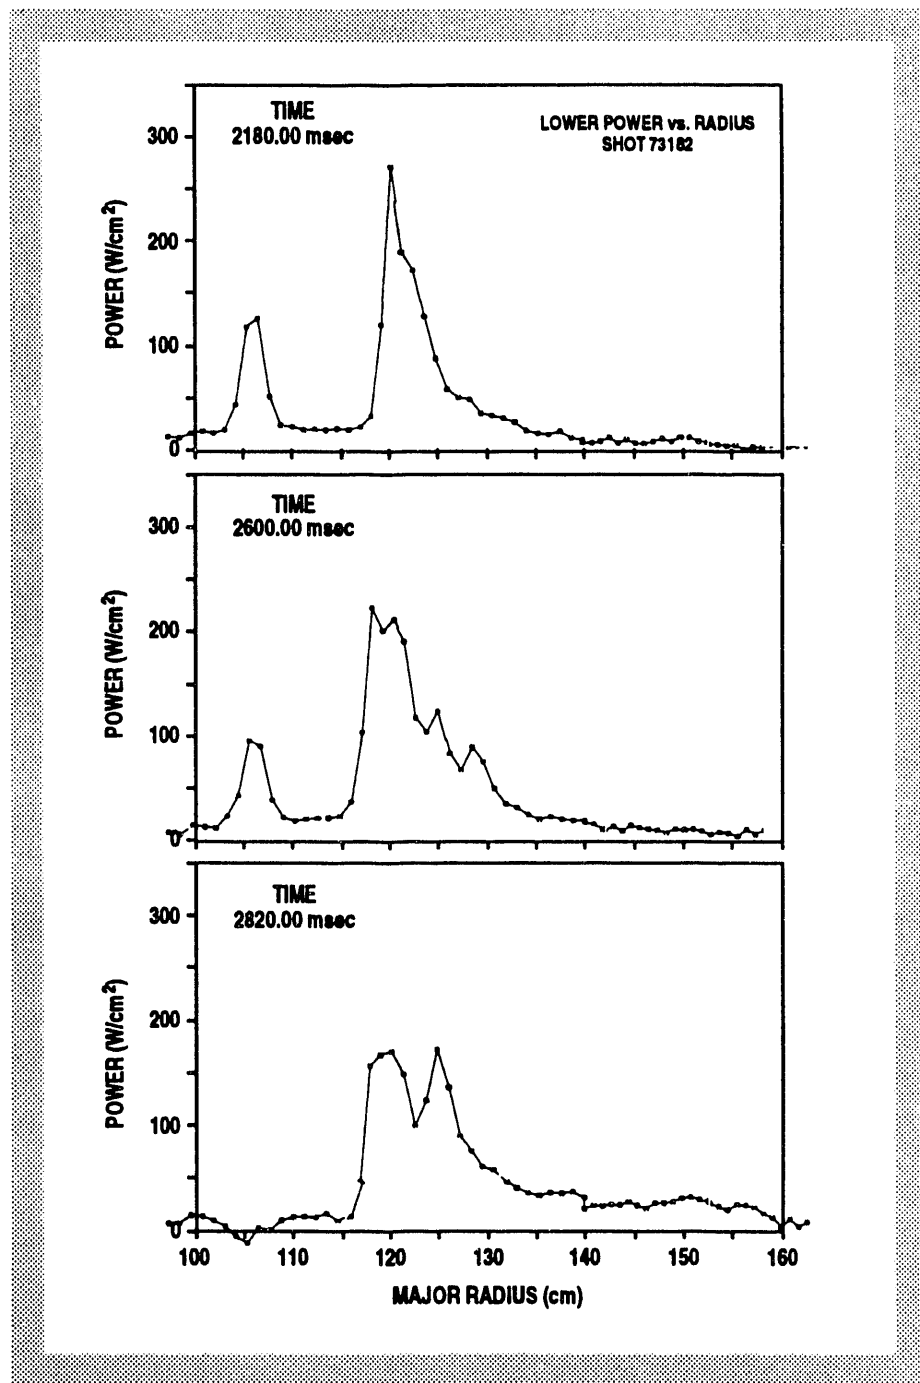 TIME
2180.00 msec
LOWER POWER vs. RADIUS
SHOT 73182
POWER (W/cm²)
300
200
100
0
TIME
2600.00 msec
POWER (W/cm²)
300
200
100
0
TIME
2820.00 msec
POWER (W/cm²)
300
200
100
0
100 110 120 130 140 150 160
MAJOR RADIUS (cm)